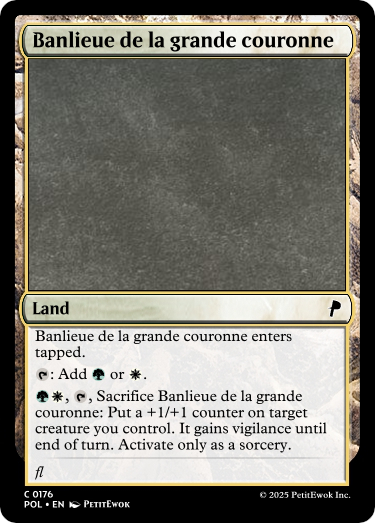 Banlieue de la grande couronne
Land
Banlieue de la grande couronne enters
tapped.
: Add or .
, , Sacrifice Banlieue de la grande
couronne: Put a +1/+1 counter on target
creature you control. It gains vigilance until
end of turn. Activate only as a sorcery.
fl
C 0176
POL • EN PETITEWOK
© 2025 PetitEwok Inc.